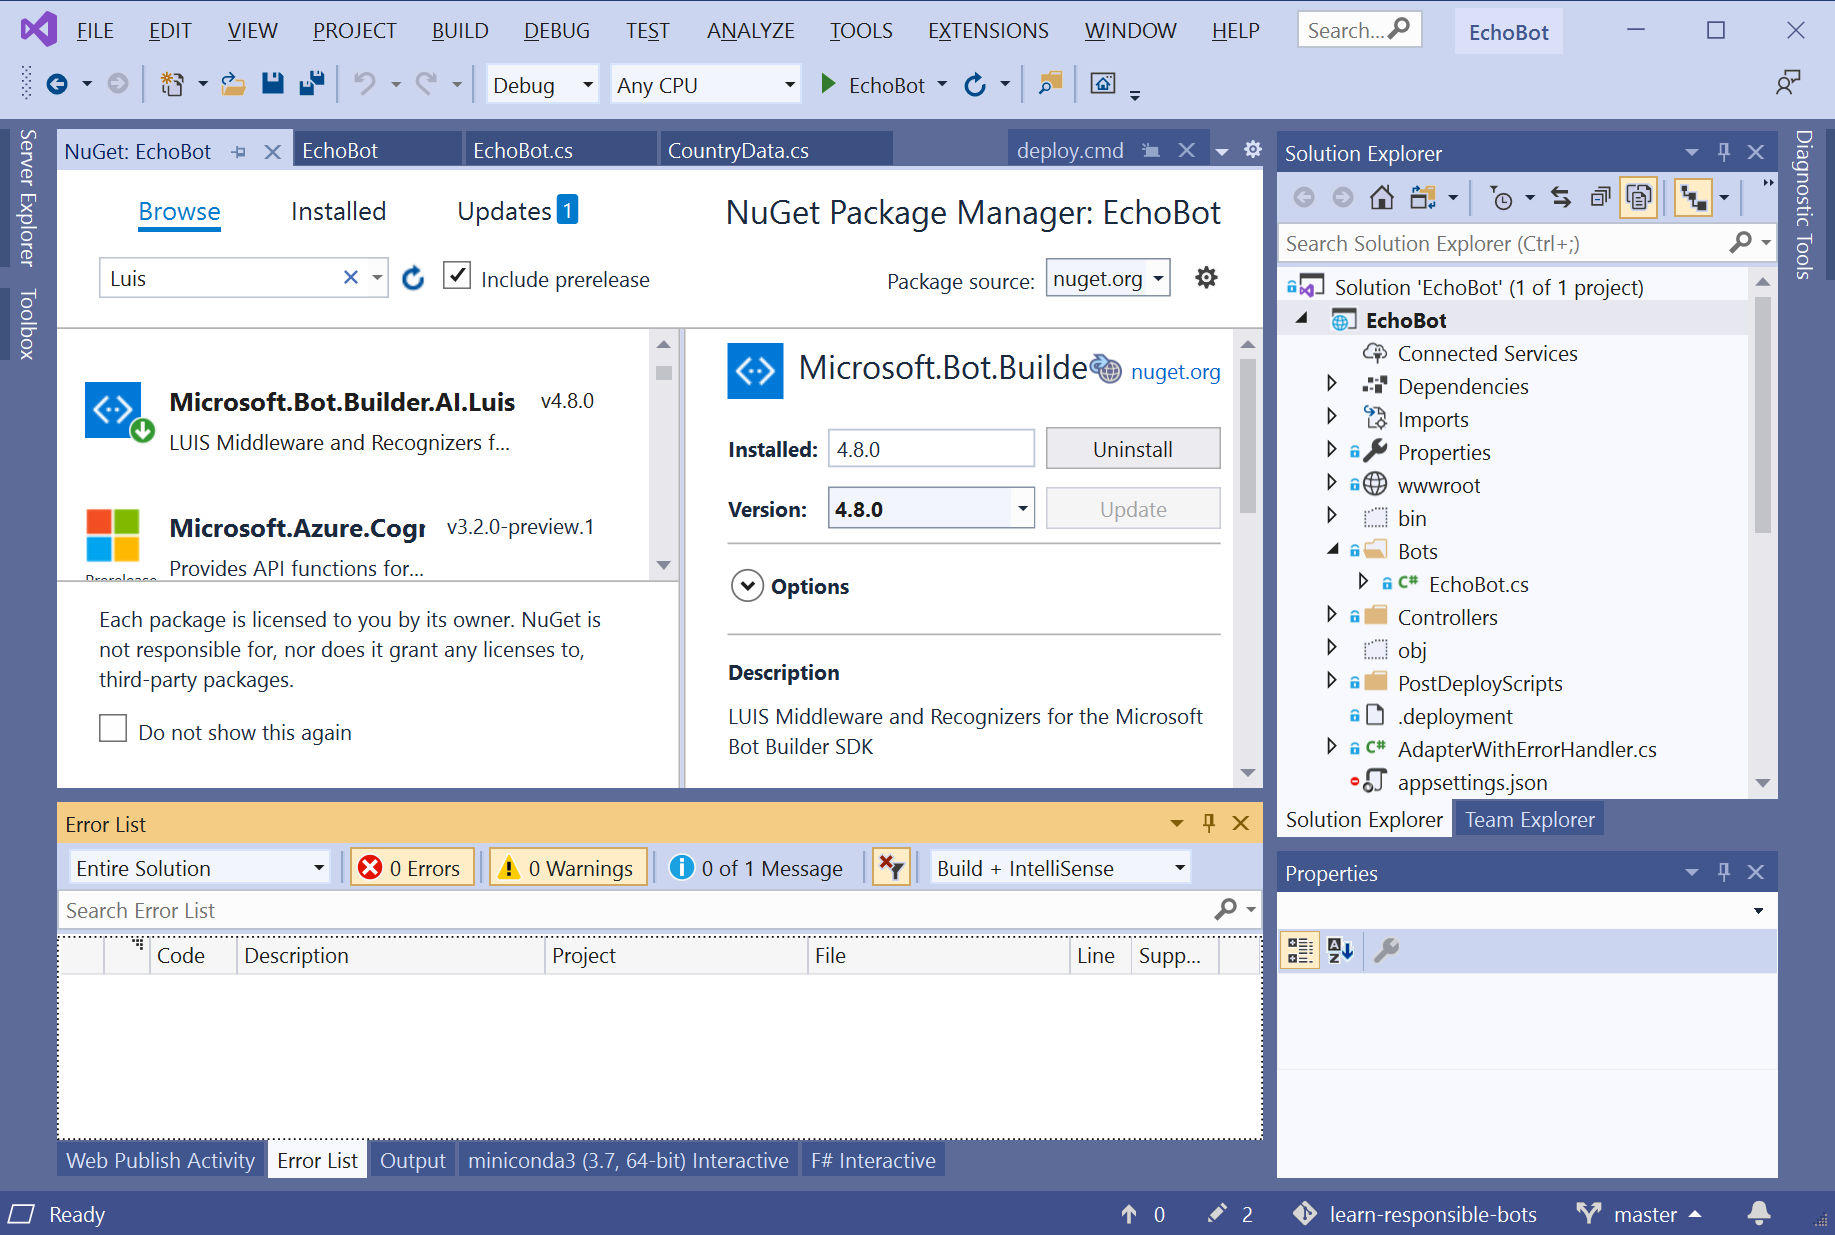 FILE EDIT VIEW PROJECT BUILD DEBUG TEST ANALYZE TOOLS EXTENSIONS WINDOW HELP Search... EchoBot
Debug Any CPU EchoBot
Server Explorer
Toolbox
NuGet: EchoBot EchoBot EchoBot.cs CountryData.cs deploy.cmd
Browse Installed Updates 1 NuGet Package Manager: EchoBot
Luis Include prerelease Package source: nuget.org
Microsoft.Bot.Builder.AI.Luis v4.8.0
LUIS Middleware and Recognizers f...
Microsoft.Azure.Cogr v3.2.0-preview.1
Provides API functions for...
Prerelease
Each package is licensed to you by its owner. NuGet is
not responsible for, nor does it grant any licenses to,
third-party packages.
Do not show this again
Microsoft.Bot.Builde nuget.org
Installed: 4.8.0 Uninstall
Version: 4.8.0 Update
Options
Description
LUIS Middleware and Recognizers for the Microsoft
Bot Builder SDK
Error List
Entire Solution 0 Errors 0 Warnings 0 of 1 Message Build + IntelliSense
Search Error List
Code Description Project File Line Supp...
Web Publish Activity Error List Output miniconda3 (3.7, 64-bit) Interactive F# Interactive
Solution Explorer
Search Solution Explorer (Ctrl+;)
Solution 'EchoBot' (1 of 1 project)
EchoBot
Connected Services
Dependencies
Imports
Properties
wwwroot
bin
Bots
C# EchoBot.cs
Controllers
obj
PostDeployScripts
.deployment
C# AdapterWithErrorHandler.cs
appsettings.json
Solution Explorer Team Explorer
Properties
Diagnostic Tools
Ready 0 2 learn-responsible-bots master